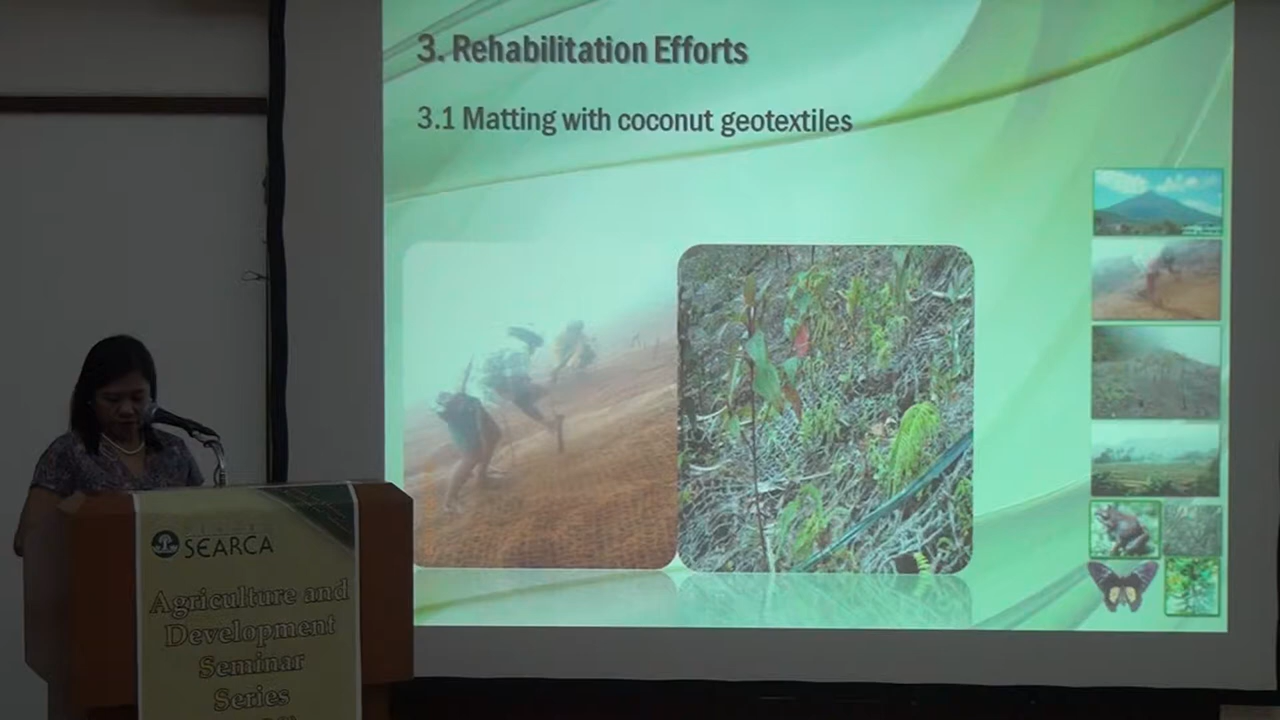 3. Rehabilitation Efforts
3.1 Matting with coconut geotextiles
SEARCA
Agriculture and
Development
Seminar
Series